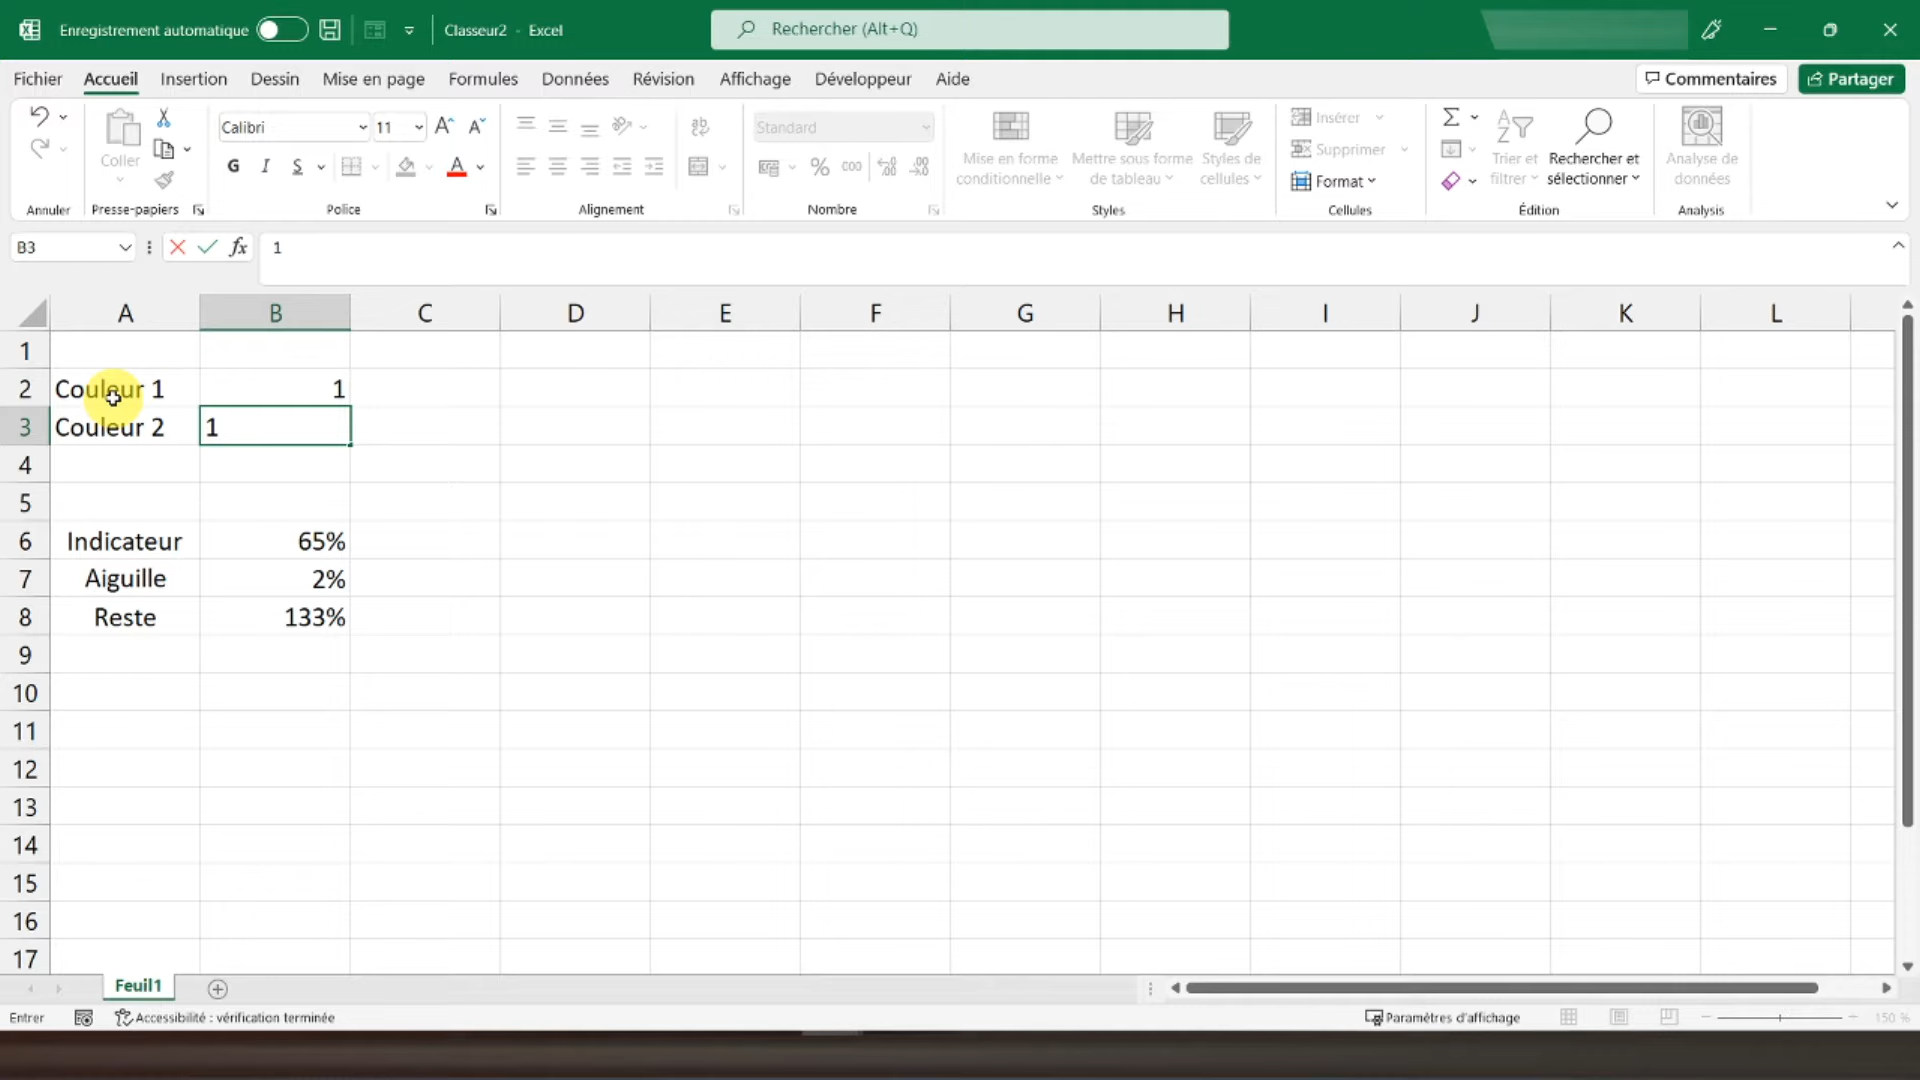 Enregistrement automatique
Classeur2 - Excel
Rechercher (Alt+Q)
Fichier Accueil Insertion Dessin Mise en page Formules Données Révision Affichage Développeur Aide
Commentaires
Partager
Coller
Calibri 11
G I S
Standard
% 000
Mise en forme conditionnelle
Mettre sous forme de tableau
Styles de cellules
Insérer
Supprimer
Format
Trier et filtrer
Rechercher et sélectionner
Analyse de données
Annuler Presse-papiers Police Alignement Nombre Styles Cellules Édition Analysis
B3 fx 1
A B C D E F G H I J K L
1
2 Couleur 1 1
3 Couleur 2 1
4
5
6 Indicateur 65%
7 Aiguille 2%
8 Reste 133%
9
10
11
12
13
14
15
16
17
Feuil1
Entrer
Accessibilité : vérification terminée
Paramètres d'affichage
150 %